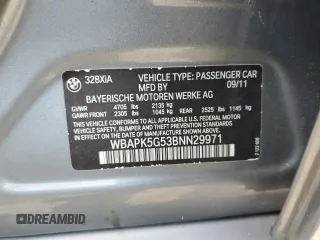 328XiA VEHICLE TYPE: PASSENGER CAR
MFD BY 09/11
BAYERISCHE MOTOREN WERKE AG
GVWR 4705 lbs 2135 kg
GAWR FRONT 2305 lbs 1045 kg REAR 2525 lbs 1145 kg
THIS VEHICLE CONFORMS TO ALL APPLICABLE
U.S. FEDERAL MOTOR VEHICLE SAFETY, BUMPER,
AND THEFT PREVENTION STANDARDS IN EFFECT
ON THE DATE OF MANUFACTURE SHOWN ABOVE.
WBAPK5G53BNN29971
© DREAMBID
DREAMBID.COM